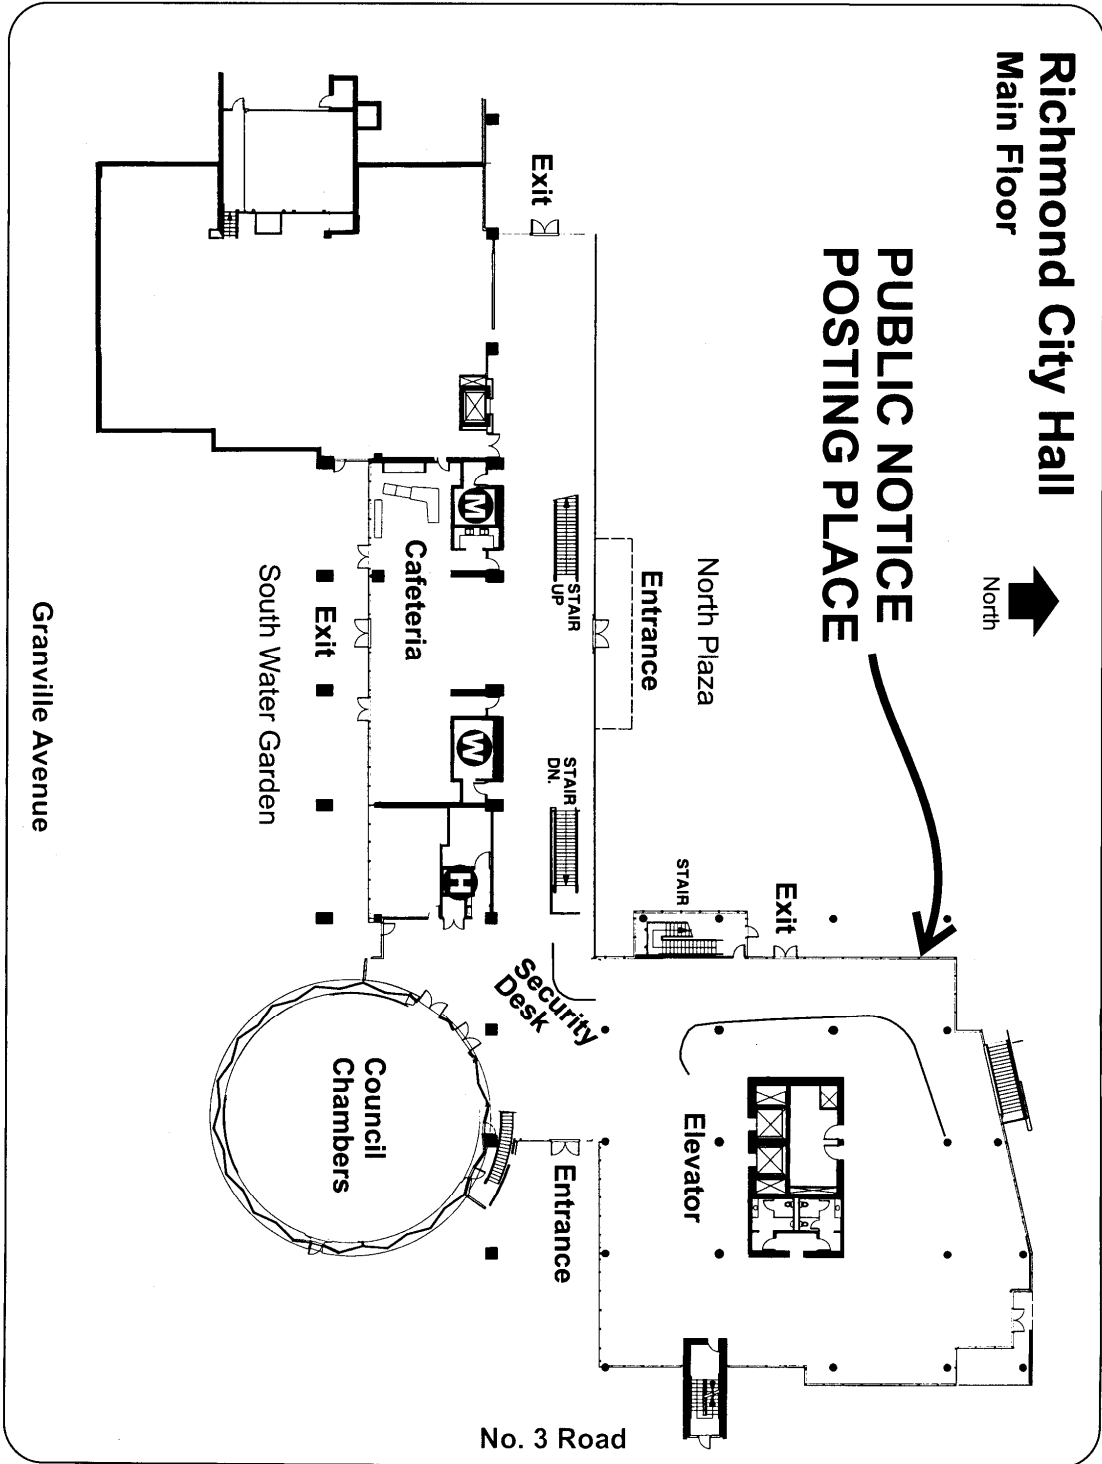 Richmond City Hall
Main Floor
North
PUBLIC NOTICE
POSTING PLACE
North Plaza
Exit
Entrance
STAIR
UP
STAIR
DN.
STAIR
Exit
M
W
H
Cafeteria
Exit
South Water Garden
Security
Desk
Elevator
Entrance
Council
Chambers
Granville Avenue
No. 3 Road